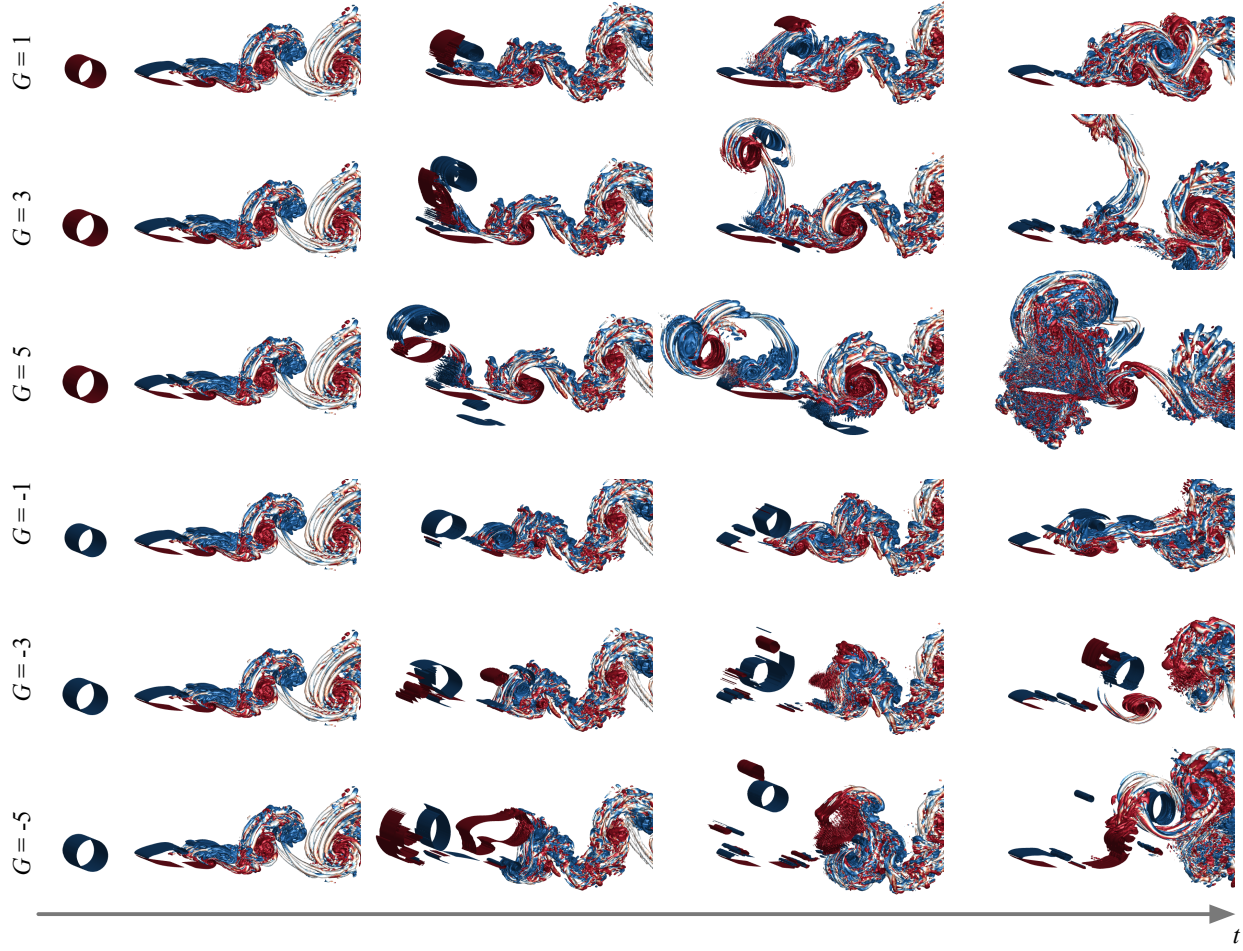 G = 1
G = 3
G = 5
G = -1
G = -3
G = -5
t